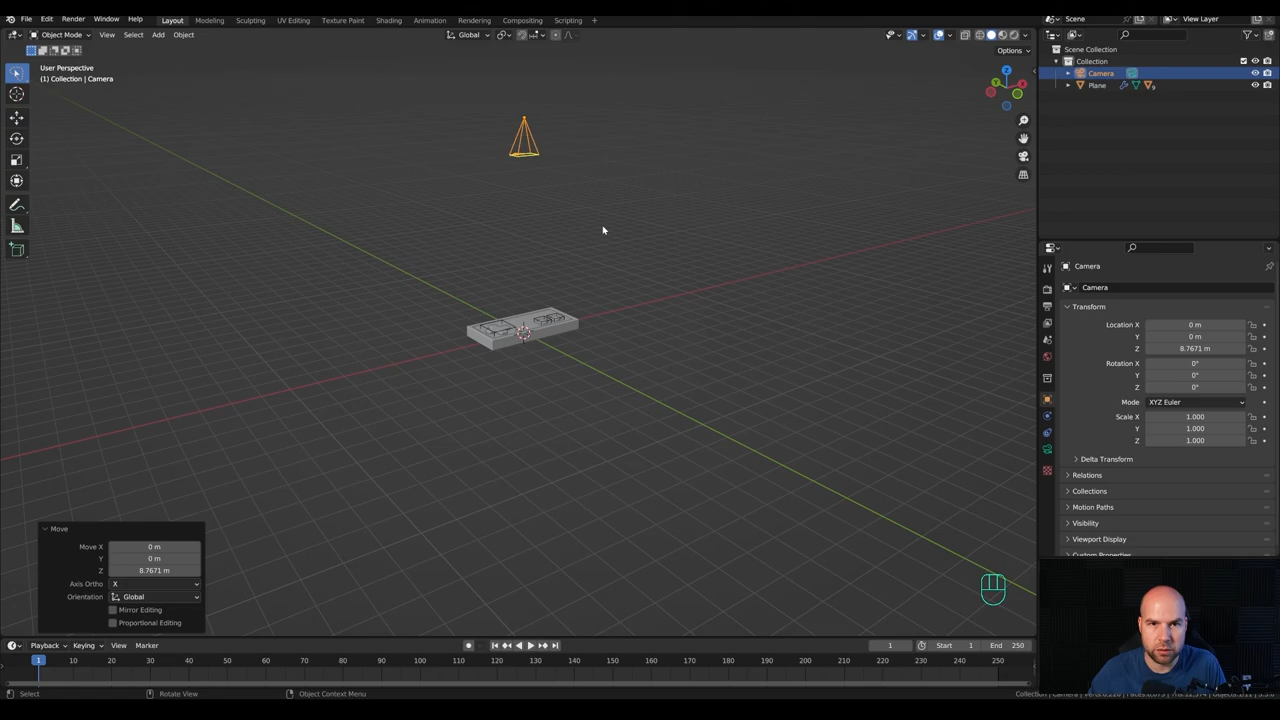 File Edit Render Window Help Layout Modeling Sculpting UV Editing Texture Paint Shading Animation Rendering Compositing Scripting + Scene View Layer
Object Mode View Select Add Object Global
Options
User Perspective
(1) Collection | Camera
Z
Y
X
Scene Collection
Collection
Camera
Plane
9
Camera
Camera
Transform
Location X 0 m
Y 0 m
Z 8.7671 m
Rotation X 0°
Y 0°
Z 0°
Mode XYZ Euler
Scale X 1.000
Y 1.000
Z 1.000
Delta Transform
Relations
Collections
Motion Paths
Visibility
Viewport Display
Custom Properties
Move
Move X 0 m
Y 0 m
Z 8.7671 m
Axis Ortho X
Orientation Global
Mirror Editing
Proportional Editing
Playback Keying View Marker 1 Start 1 End 250
1 10 20 30 40 50 60 70 80 90 100 110 120 130 140 150 160 170 180 190 200 210 220 230 240 250
Select Rotate View Object Context Menu